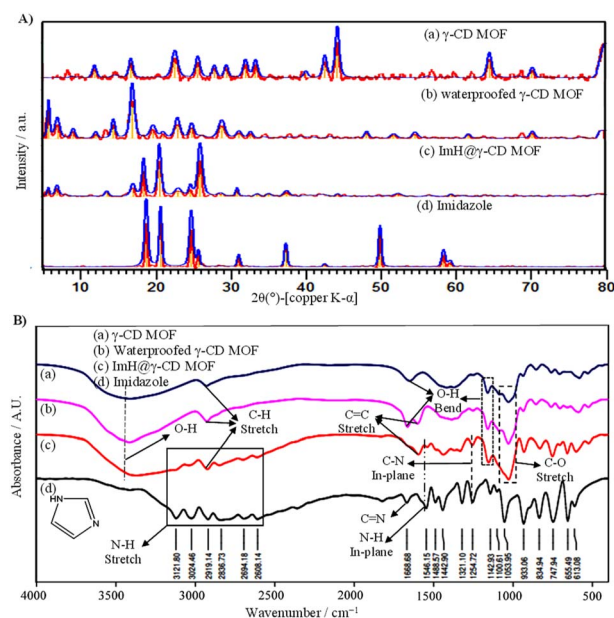 A)
(a) γ-CD MOF
(b) waterproofed γ-CD MOF
(c) ImH@γ-CD MOF
(d) Imidazole
Intensity / a.u.
10 20 30 40 50 60 70 80
2θ(°)-[copper K-α]
B)
(a) γ-CD MOF
(b) Waterproofed γ-CD MOF
(c) ImH@γ-CD MOF
(d) Imidazole
(a)
(b)
(c)
(d)
O-H
C-H
Stretch
C=C
Stretch
O-H
Bend
C-N
In-plane
C-O
Stretch
HN
N
N-H
Stretch
C=N
N-H
In-plane
3121.80
3024.46
2919.14
2836.73
2694.18
2608.14
1668.68
1546.15
1488.57
1442.90
1321.10
1254.72
1142.93
1100.61
1053.95
933.06
834.94
747.94
655.49
613.08
Absorbance / A.U.
4000 3500 3000 2500 2000 1400 900 400
Wavenumber / cm⁻¹